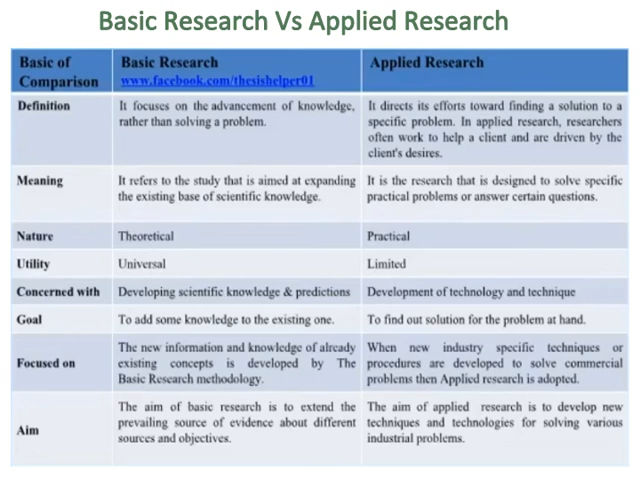 Basic Research Vs Applied Research
Basic of Basic Research Applied Research
Comparison www.facebook.com/thesishelper01
Definition It focuses on the advancement of knowledge, It directs its efforts toward finding a solution to a
rather than solving a problem. specific problem. In applied research, researchers
often work to help a client and are driven by the
client's desires.
Meaning It refers to the study that is aimed at expanding It is the research that is designed to solve specific
the existing base of scientific knowledge. practical problems or answer certain questions.
Nature Theoretical Practical
Utility Universal Limited
Concerned with Developing scientific knowledge & predictions Development of technology and technique
Goal To add some knowledge to the existing one. To find out solution for the problem at hand.
The new information and knowledge of already When new industry specific techniques or
Focused on existing concepts is developed by The procedures are developed to solve commercial
Basic Research methodology. problems then Applied research is adopted.
The aim of basic research is to extend the The aim of applied research is to develop new
Aim prevailing source of evidence about different techniques and technologies for solving various
sources and objectives. industrial problems.